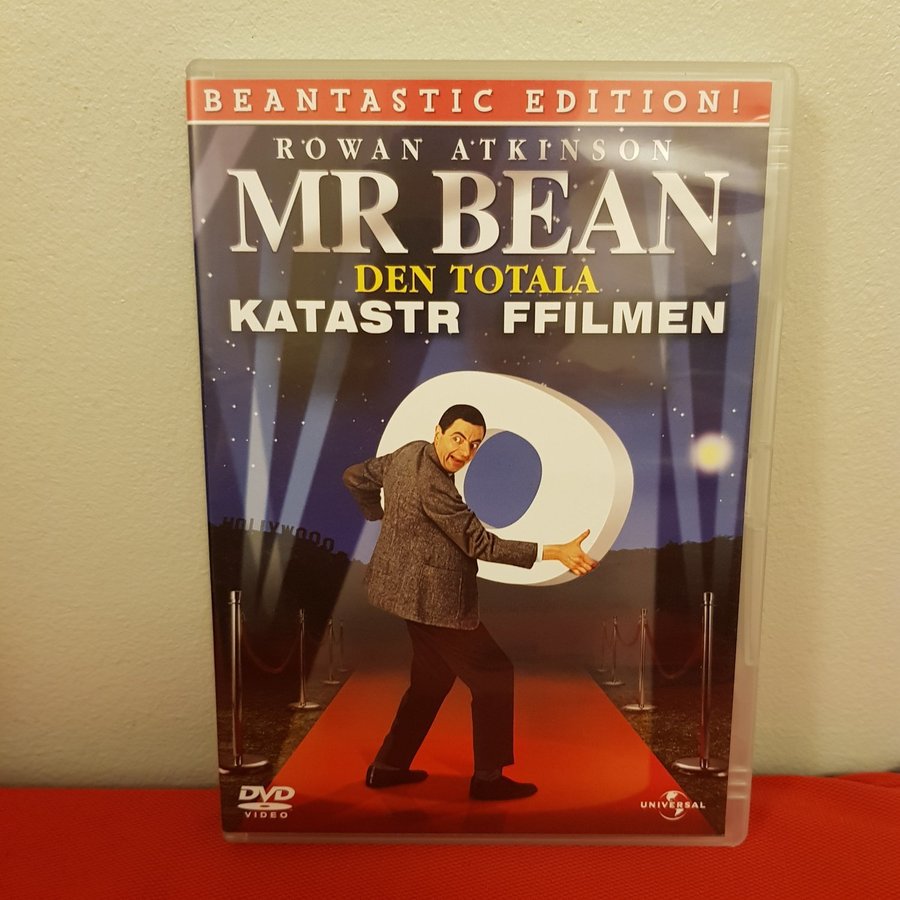 BEANTASTIC EDITION!
ROWAN ATKINSON
MR BEAN
DEN TOTALA
KATASTR FFILMEN
HOLLYWOOD
DVD
VIDEO
UNIVERSAL